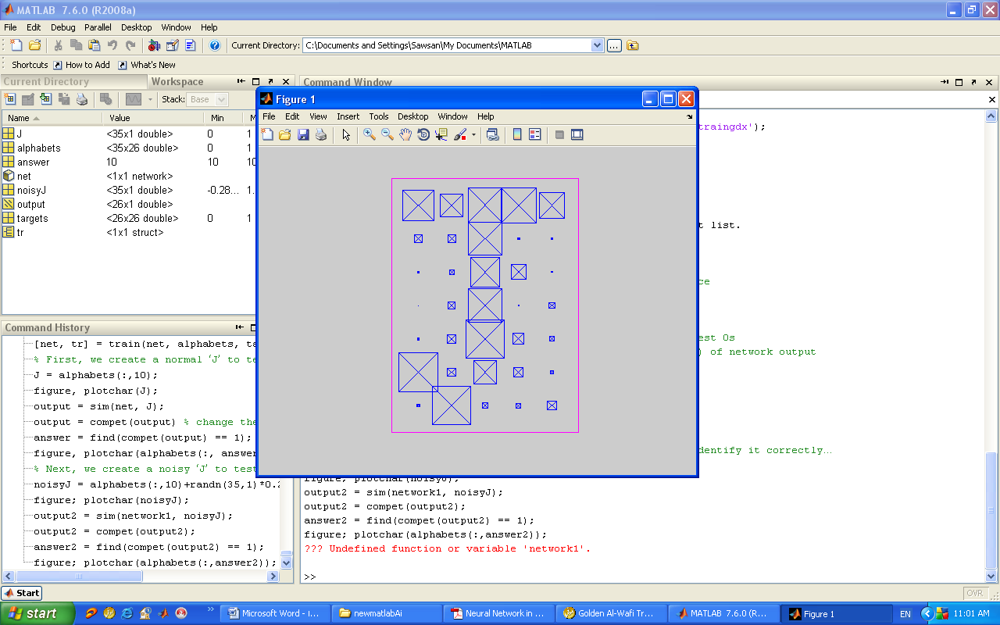 MATLAB 7.6.0 (R2008a)
File Edit Debug Parallel Desktop Window Help
Current Directory: C:\Documents and Settings\Sawsan\My Documents\MATLAB
Shortcuts How to Add What's New
Current Directory Workspace
Stack: Base
Name Value Min M
J <35x1 double> 0 1
alphabets <35x26 double> 0 1
answer 10 10 10
net <1x1 network>
noisyJ <35x1 double> -0.28... 1.
output <26x1 double>
targets <26x26 double> 0 1
tr <1x1 struct>
Command History
[net, tr] = train(net, alphabets, ta
% First, we create a normal ‘J’ to te
J = alphabets(:,10);
figure, plotchar(J);
output = sim(net, J);
output = compet(output) % change the
answer = find(compet(output) == 1);
figure, plotchar(alphabets(:, answer
% Next, we create a noisy ‘J’ to test
noisyJ = alphabets(:,10)+randn(35,1)*0.2
figure; plotchar(noisyJ);
output2 = sim(network1, noisyJ);
output2 = compet(output2);
answer2 = find(compet(output2) == 1);
figure; plotchar(alphabets(:,answer2));
Command Window
traingdx');
t list.
ce
est Os
) of network output
dentify it correctly…
figure; plotchar(noisyJ);
output2 = sim(network1, noisyJ);
output2 = compet(output2);
answer2 = find(compet(output2) == 1);
figure; plotchar(alphabets(:,answer2));
??? Undefined function or variable 'network1'.
>>
Figure 1
File Edit View Insert Tools Desktop Window Help
Start
OVR
start
Microsoft Word - I...
newmatlabAi
Neural Network in ...
Golden Al-Wafi Tr...
MATLAB 7.6.0 (R...
Figure 1
EN
11:01 AM